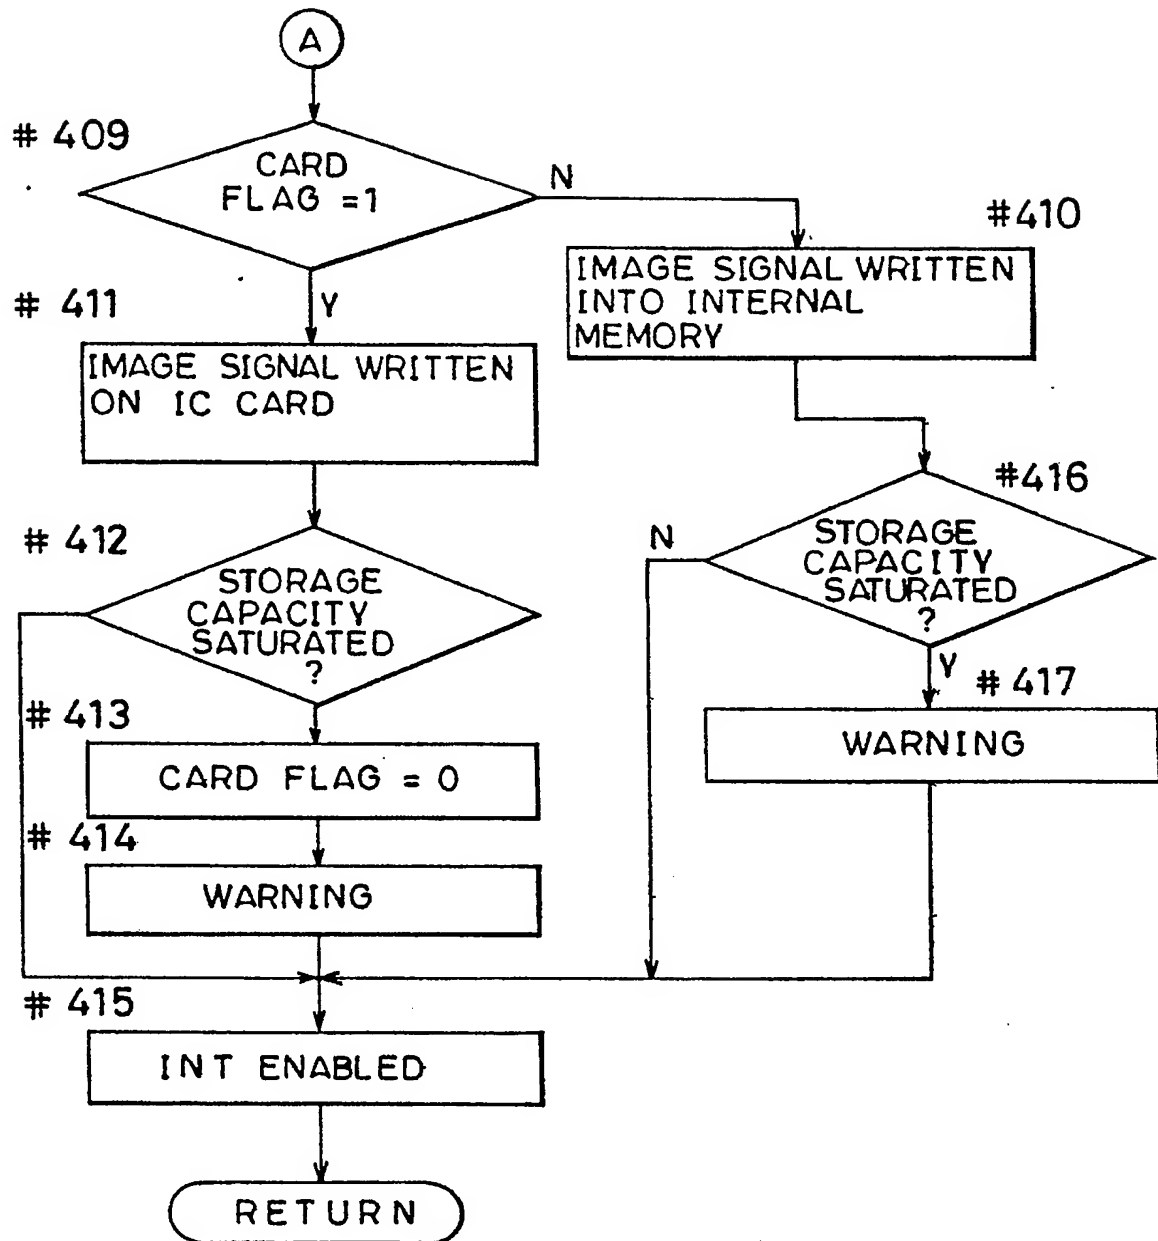 A
# 409
CARD
FLAG =1
N
#410
IMAGE SIGNAL WRITTEN
INTO INTERNAL
MEMORY
# 411
Y
IMAGE SIGNAL WRITTEN
ON IC CARD
#416
STORAGE
CAPACITY
SATURATED
?
N
Y
# 412
STORAGE
CAPACITY
SATURATED
?
# 417
WARNING
# 413
CARD FLAG = 0
# 414
WARNING
# 415
INT ENABLED
RETURN